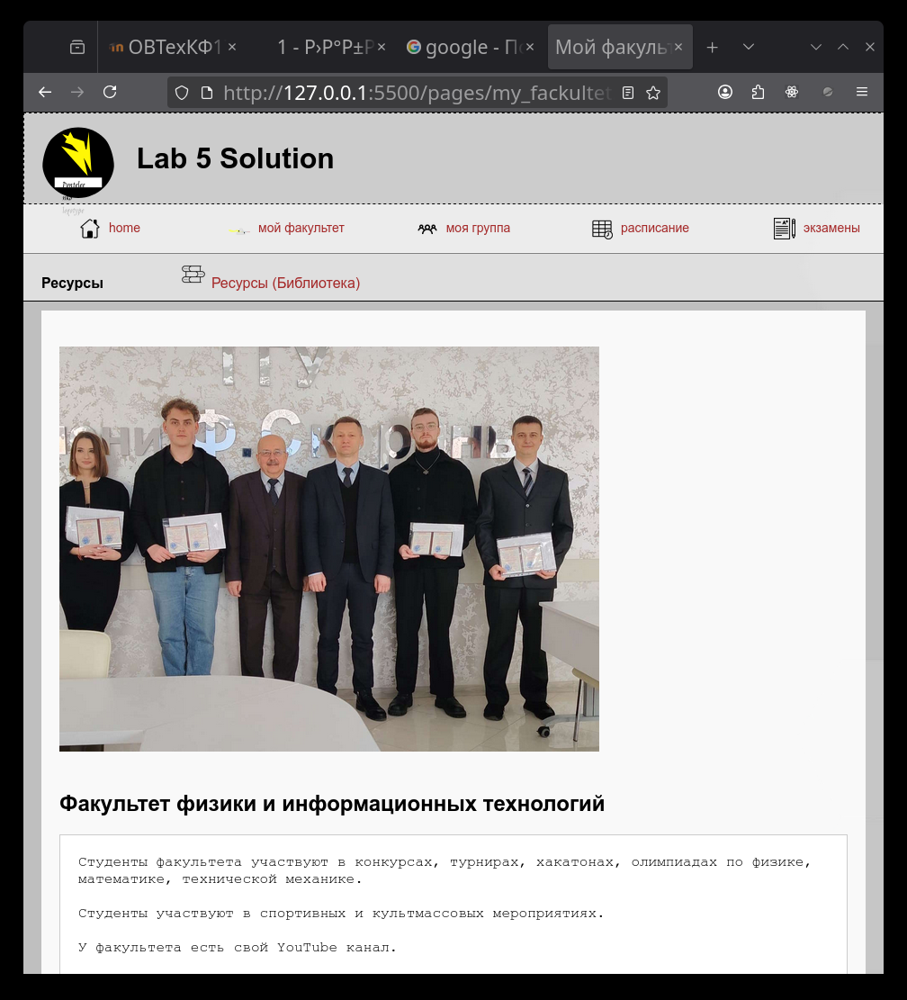 ОВТехКФ1
1 - Р›Р°Р±Р
google - По
Мой факульт
http://127.0.0.1:5500/pages/my_fackultet
Lab 5 Solution
home
мой факультет
моя группа
расписание
экзамены
Ресурсы
Ресурсы (Библиотека)
ГГУ
Ф.Скорины
Факультет физики и информационных технологий
Студенты факультета участвуют в конкурсах, турнирах, хакатонах, олимпиадах по физике,
математике, технической механике.
Студенты участвуют в спортивных и культмассовых мероприятиях.
У факультета есть свой YouTube канал.